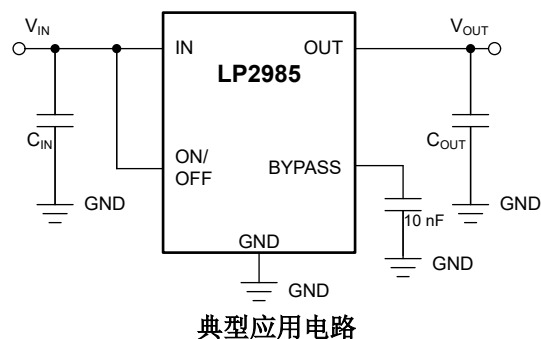 VIN
VOUT
IN
OUT
LP2985
CIN
ON/
OFF
BYPASS
COUT
GND
10 nF
GND
GND
GND
GND
典型应用电路